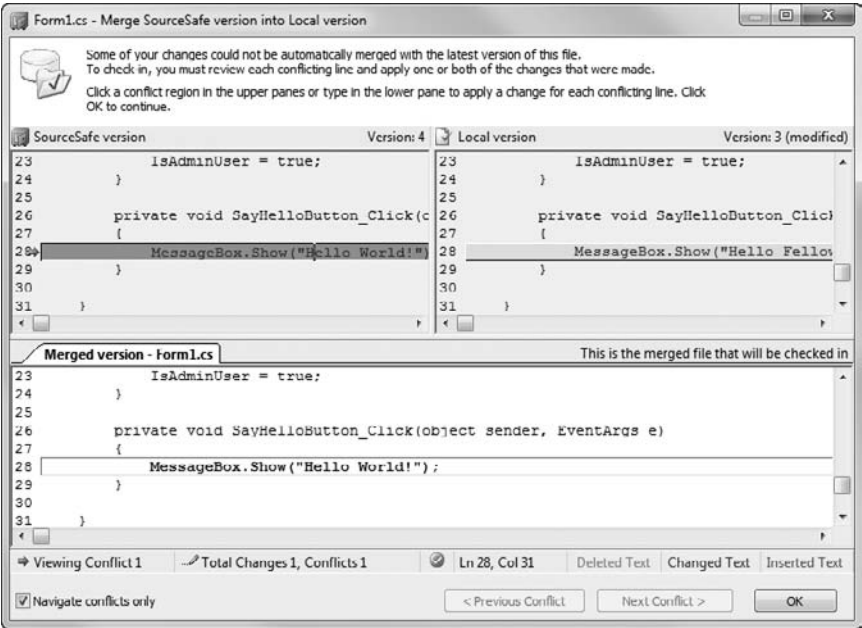 Form1.cs - Merge SourceSafe version into Local version
Some of your changes could not be automatically merged with the latest version of this file.
To check in, you must review each conflicting line and apply one or both of the changes that were made.
Click a conflict region in the upper panes or type in the lower pane to apply a change for each conflicting line. Click
OK to continue.
SourceSafe version Version: 4
23 IsAdminUser = true;
24 }
25
26 private void SayHelloButton_Click(c
27 {
28 MessageBox.Show("Hello World!")
29 }
30
31 }
Local version Version: 3 (modified)
23 IsAdminUser = true;
24 }
25
26 private void SayHelloButton_Click
27 {
28 MessageBox.Show("Hello Fellow
29 }
30
31 }
Merged version - Form1.cs This is the merged file that will be checked in
23 IsAdminUser = true;
24 }
25
26 private void SayHelloButton_Click(object sender, EventArgs e)
27 {
28 MessageBox.Show("Hello World!");
29 }
30
31 }
Viewing Conflict 1 Total Changes 1, Conflicts 1 Ln 28, Col 31 Deleted Text Changed Text Inserted Text
Navigate conflicts only < Previous Conflict Next Conflict > OK